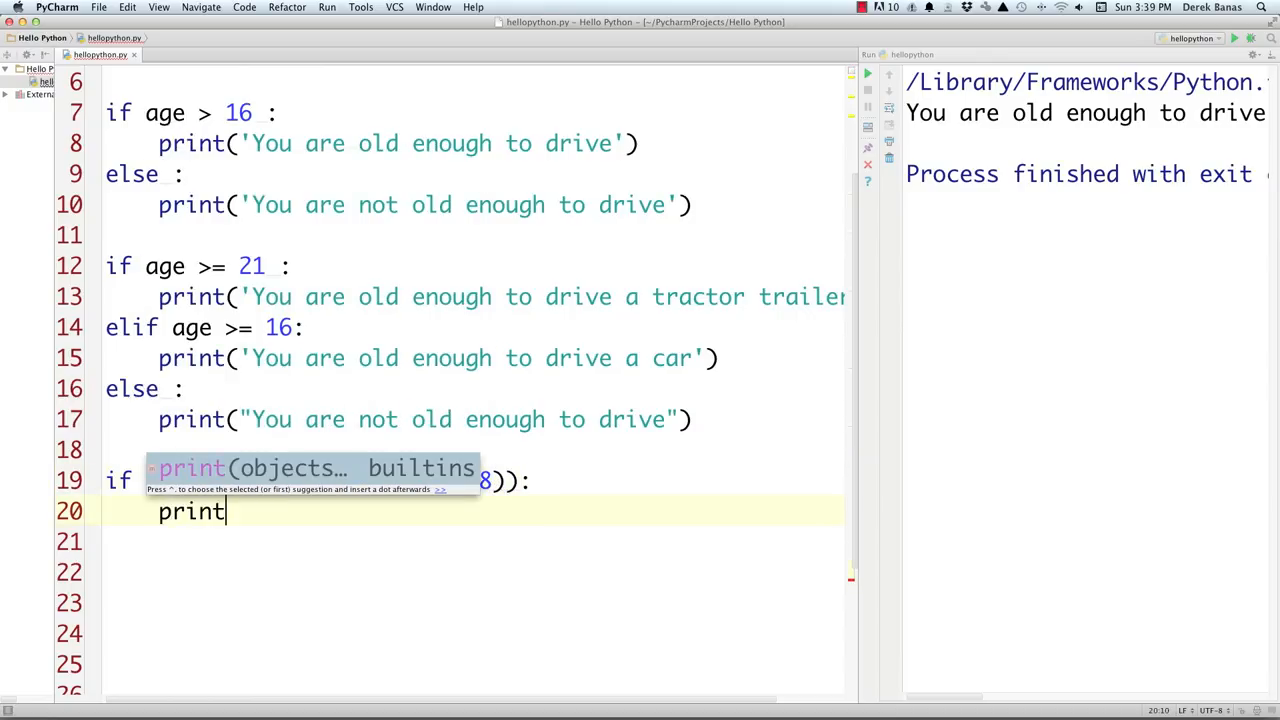 PyCharm File Edit View Navigate Code Refactor Run Tools VCS Window Help 10 Sun 3:39 PM Derek Banas
hellopython.py - Hello Python - [~/PycharmProjects/Hello Python]
Hello Python hellopython.py hellopython
hellopython.py Run hellopython
Hello P
hell
Externa
6
7 if age > 16 :
8 print('You are old enough to drive')
9 else :
10 print('You are not old enough to drive')
11
12 if age >= 21 :
13 print('You are old enough to drive a tractor trailer
14 elif age >= 16:
15 print('You are old enough to drive a car')
16 else :
17 print("You are not old enough to drive")
18
print(objects… builtins
19 if 8)):
Press ^. to choose the selected (or first) suggestion and insert a dot afterwards >>
20 print
21
22
23
24
25
26
/Library/Frameworks/Python.
You are old enough to drive
Process finished with exit
20:10 LF UTF-8